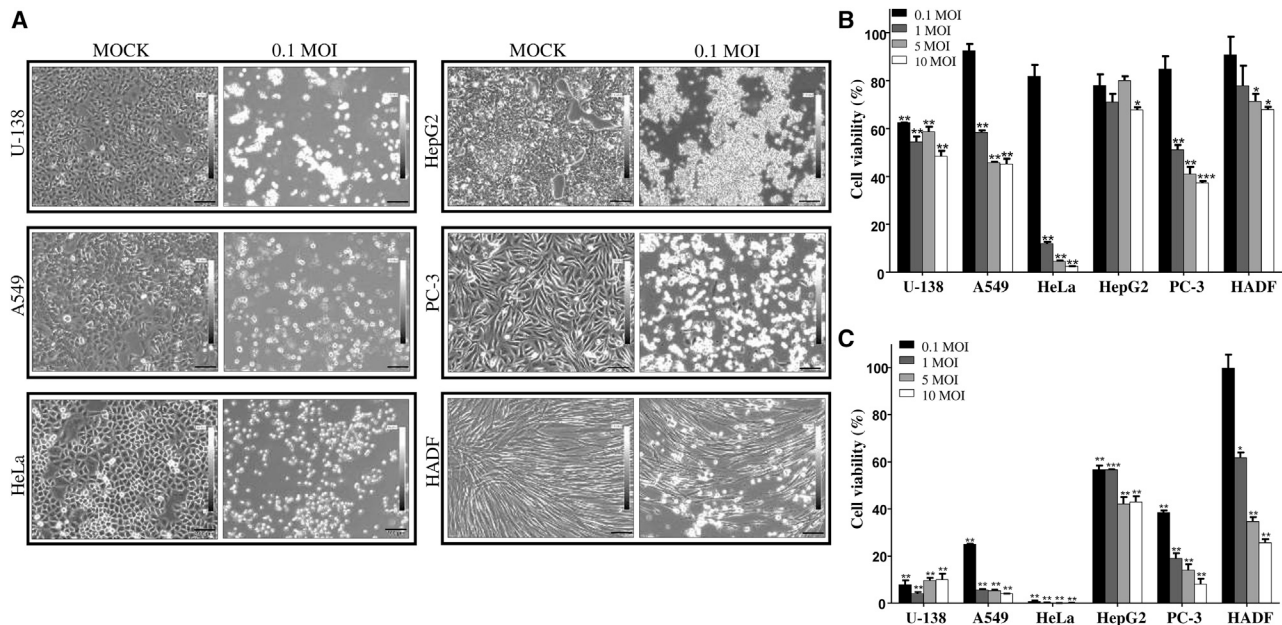 A
MOCK
0.1 MOI
MOCK
0.1 MOI
U-138
HepG2
A549
PC-3
HeLa
HADF
B
0.1 MOI
1 MOI
5 MOI
10 MOI
Cell viability (%)
100
80
60
40
20
0
** ** ** **
** ** **
** ** **
*
** ** ***
* *
U-138 A549 HeLa HepG2 PC-3 HADF
C
0.1 MOI
1 MOI
5 MOI
10 MOI
Cell viability (%)
100
80
60
40
20
0
** ** ** **
** ** ** **
** ** ** **
** *** ** **
** ** ** **
* ** **
U-138 A549 HeLa HepG2 PC-3 HADF